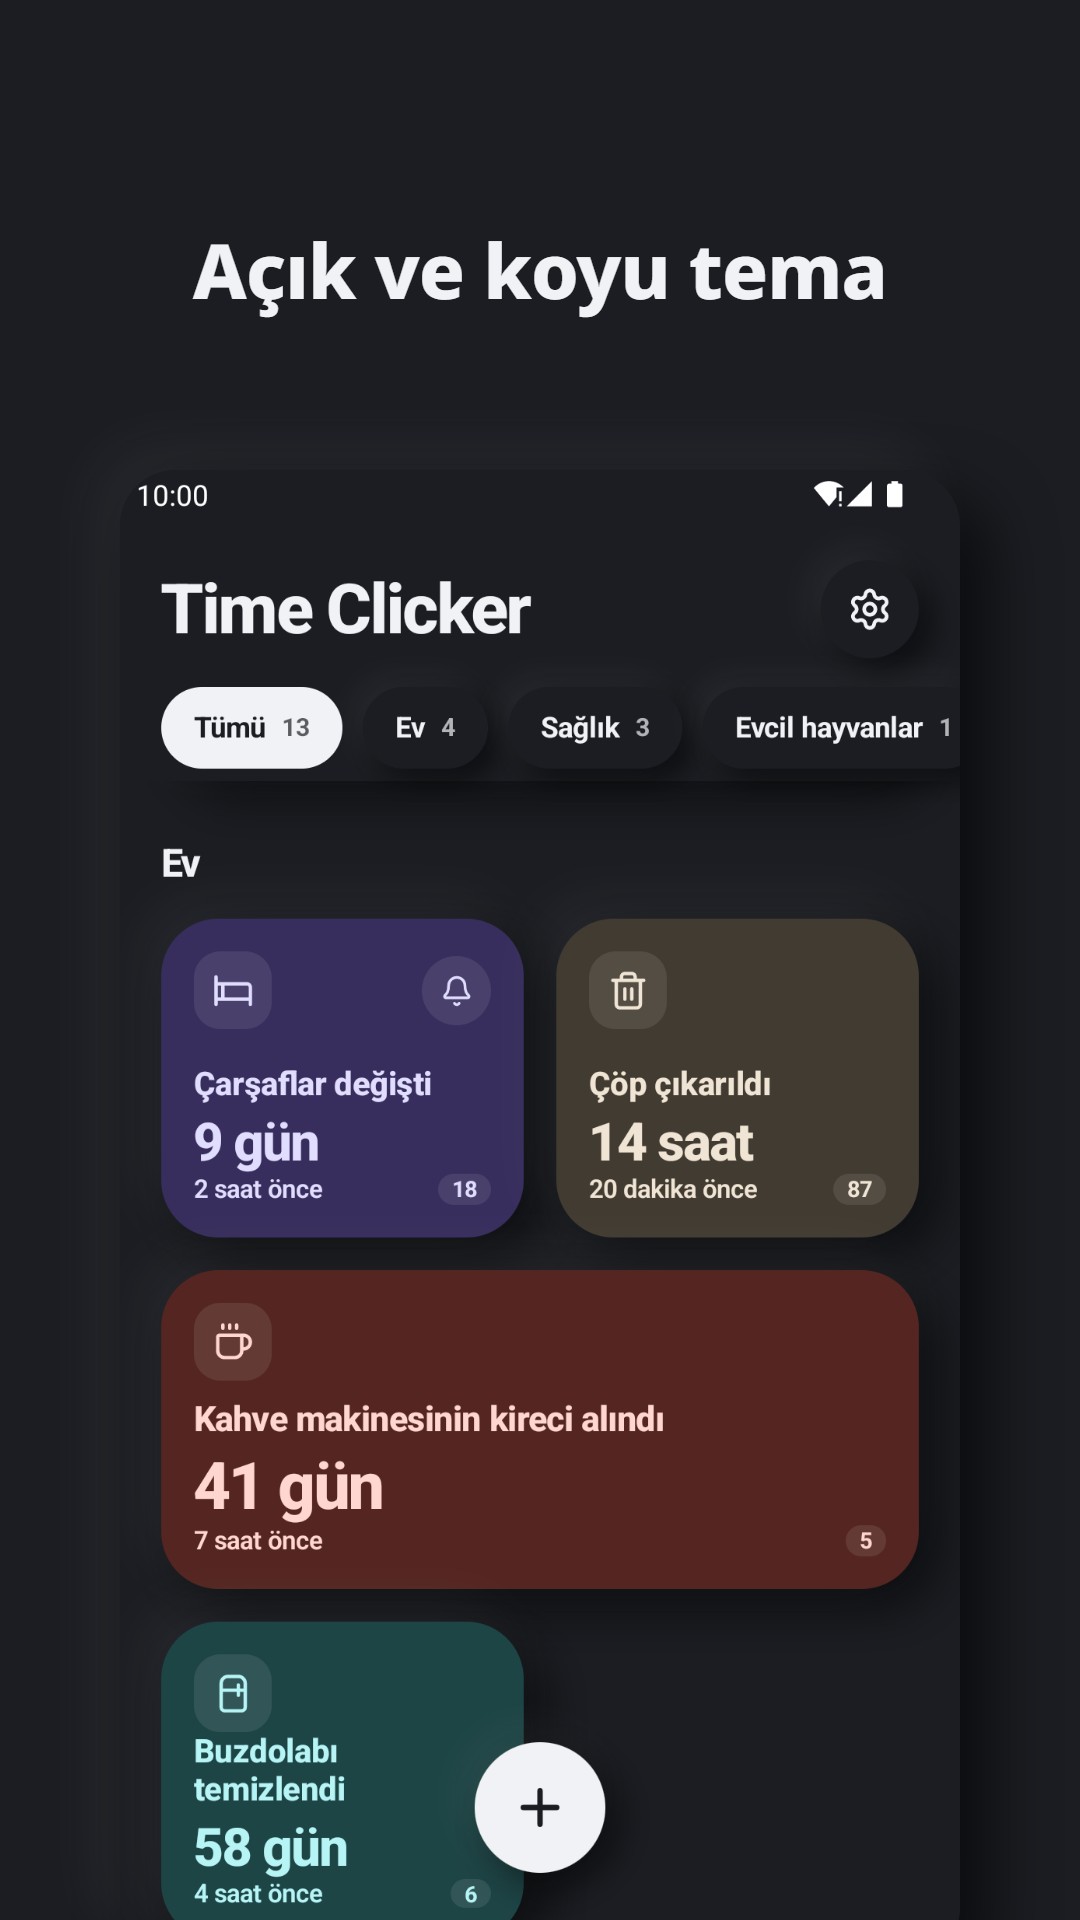 Açık ve koyu tema
10:00
Time Clicker
Tümü 13 Ev 4 Sağlık 3 Evcil hayvanlar 1
Ev
Çarşaflar değişti
9 gün
2 saat önce 18
Çöp çıkarıldı
14 saat
20 dakika önce 87
Kahve makinesinin kireci alındı
41 gün
7 saat önce 5
Buzdolabı
temizlendi
58 gün
4 saat önce 6